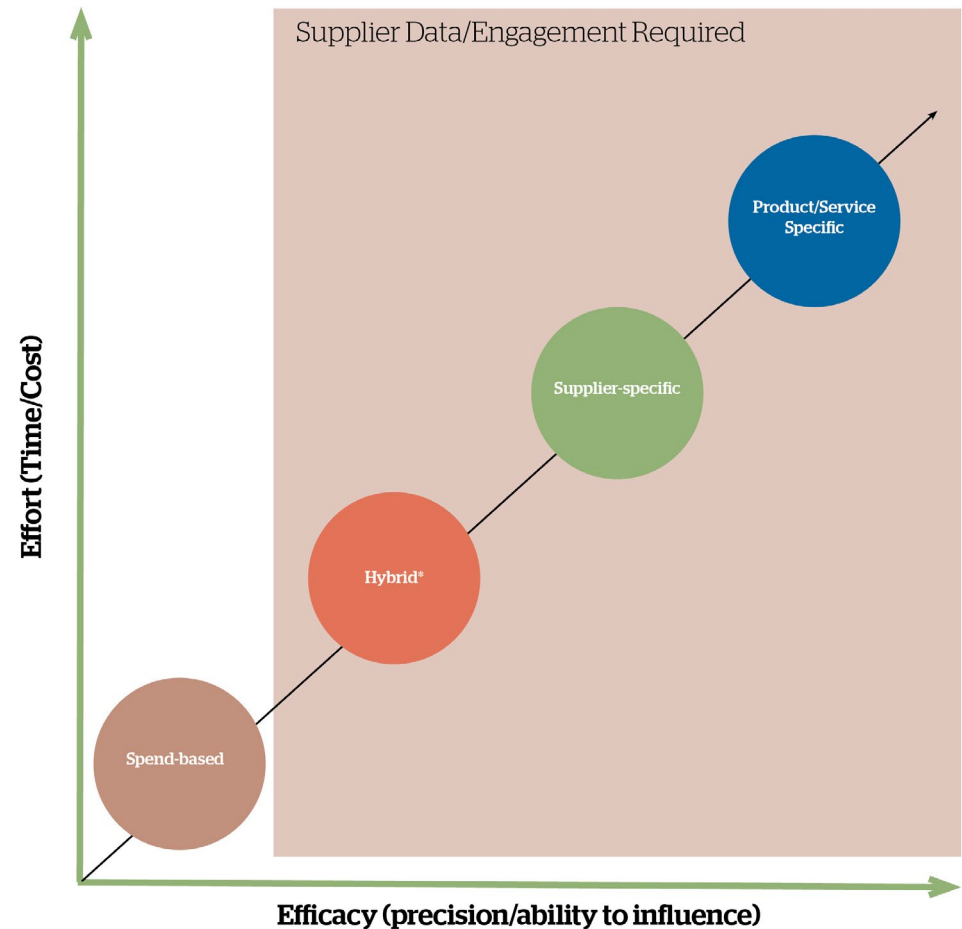 Supplier Data/Engagement Required
Product/Service
Specific
Supplier-specific
Hybrid*
Spend-based
Effort (Time/Cost)
Efficacy (precision/ability to influence)